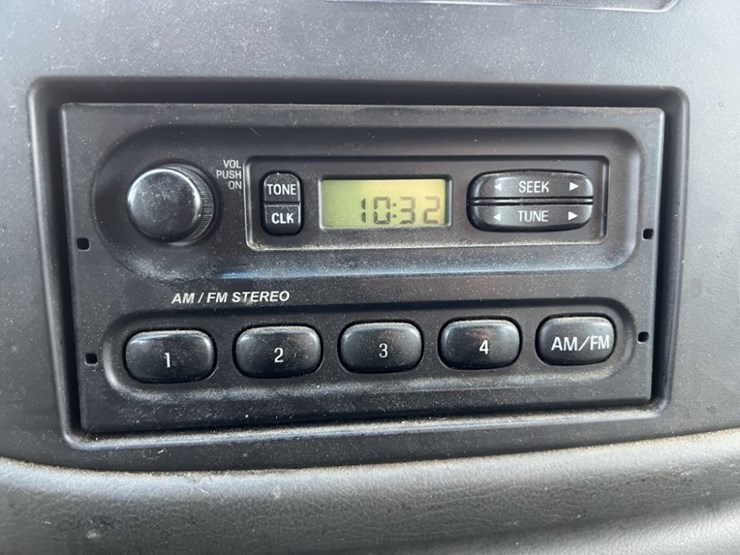 VOL
PUSH
ON
TONE
CLK
10:32
SEEK
TUNE
AM / FM STEREO
1
2
3
4
AM/FM